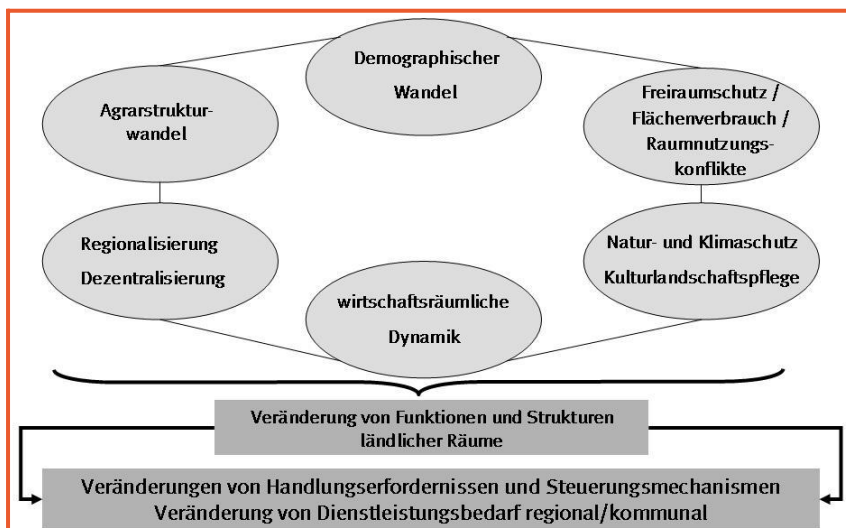 Demographischer
Wandel
Agrarstruktur-
wandel
Freiraumschutz /
Flächenverbrauch /
Raumnutzungs-
konflikte
Regionalisierung
Dezentralisierung
Natur- und Klimaschutz
Kulturlandschaftspflege
wirtschaftsräumliche
Dynamik
Veränderung von Funktionen und Strukturen
ländlicher Räume
Veränderungen von Handlungserfordernissen und Steuerungsmechanismen
Veränderung von Dienstleistungsbedarf regional/kommunal